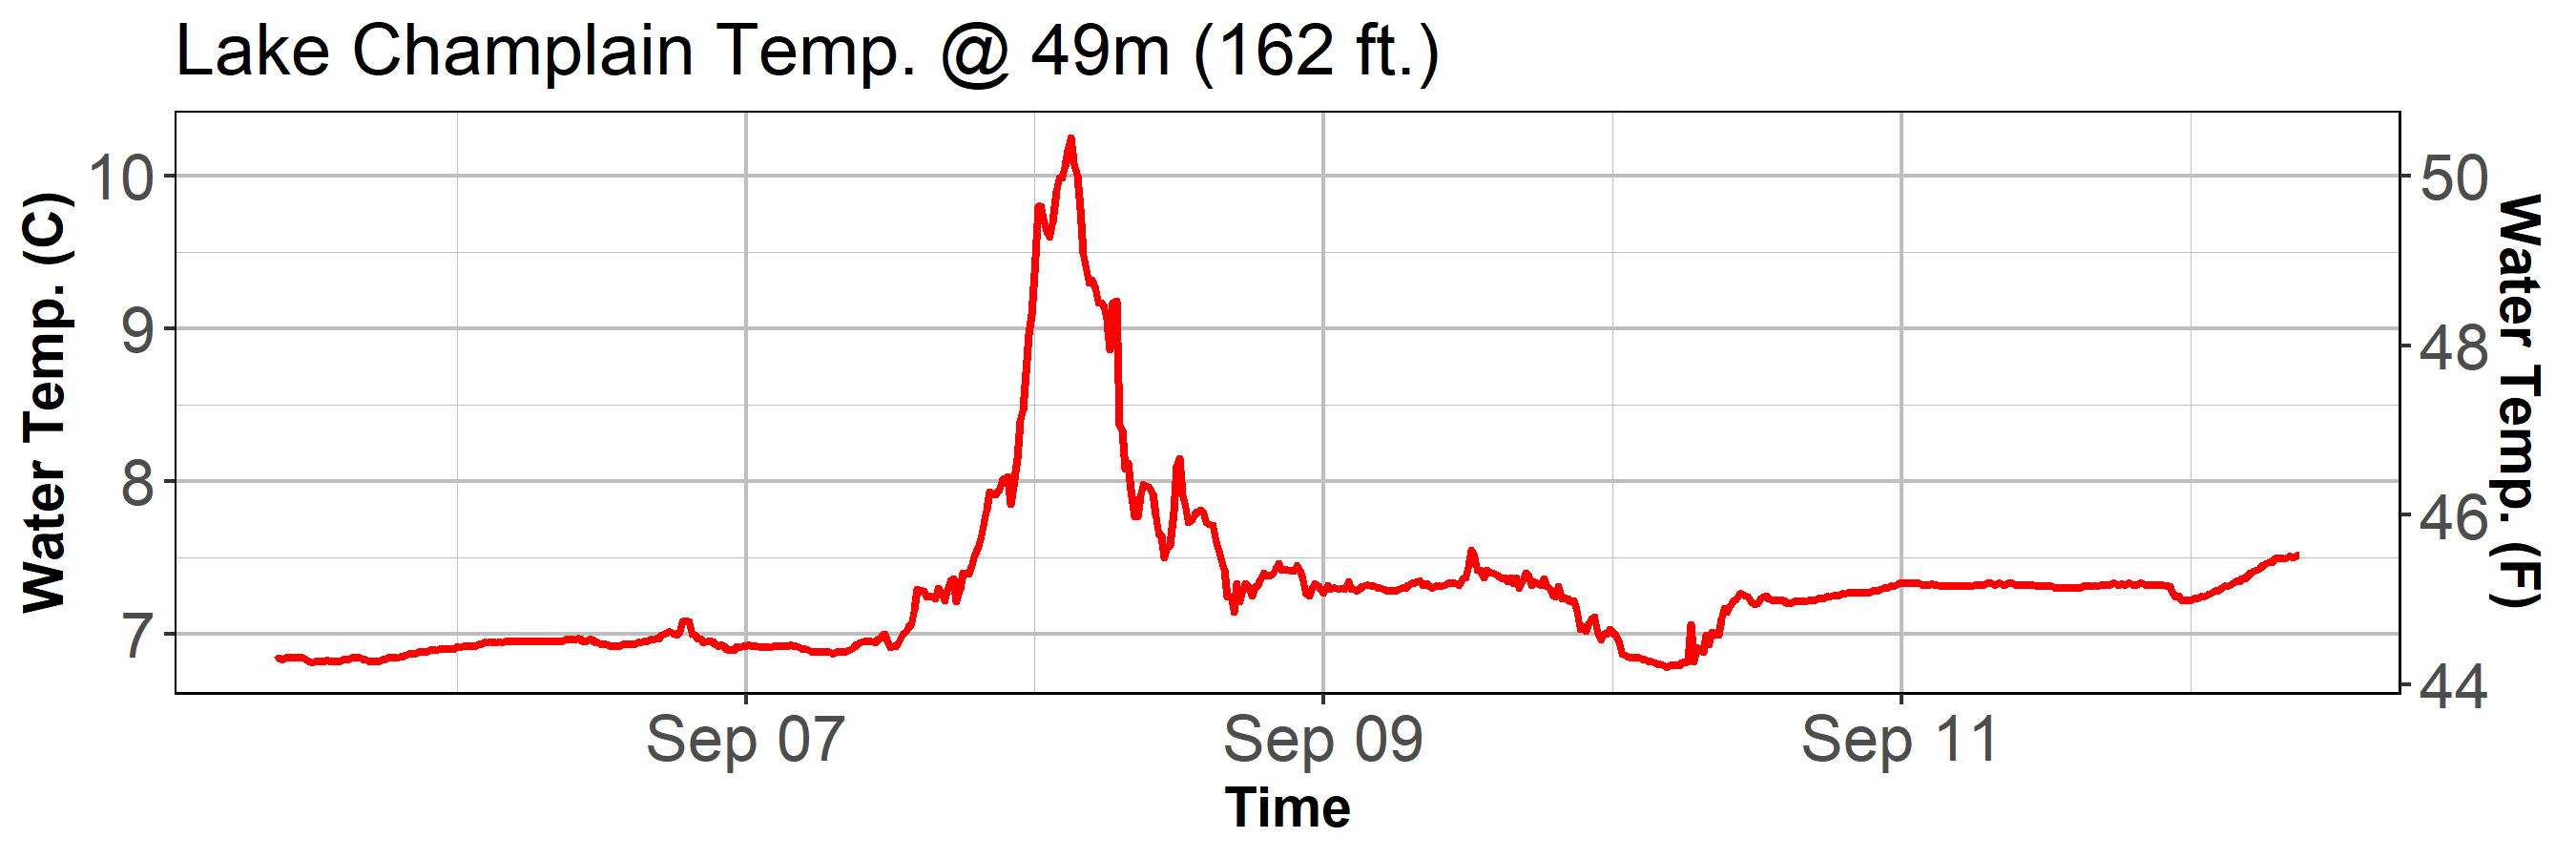 Lake Champlain Temp. @ 49m (162 ft.)
Water Temp. (C)
10
9
8
7
50
48
46
44
Water Temp. (F)
Sep 07
Sep 09
Sep 11
Time